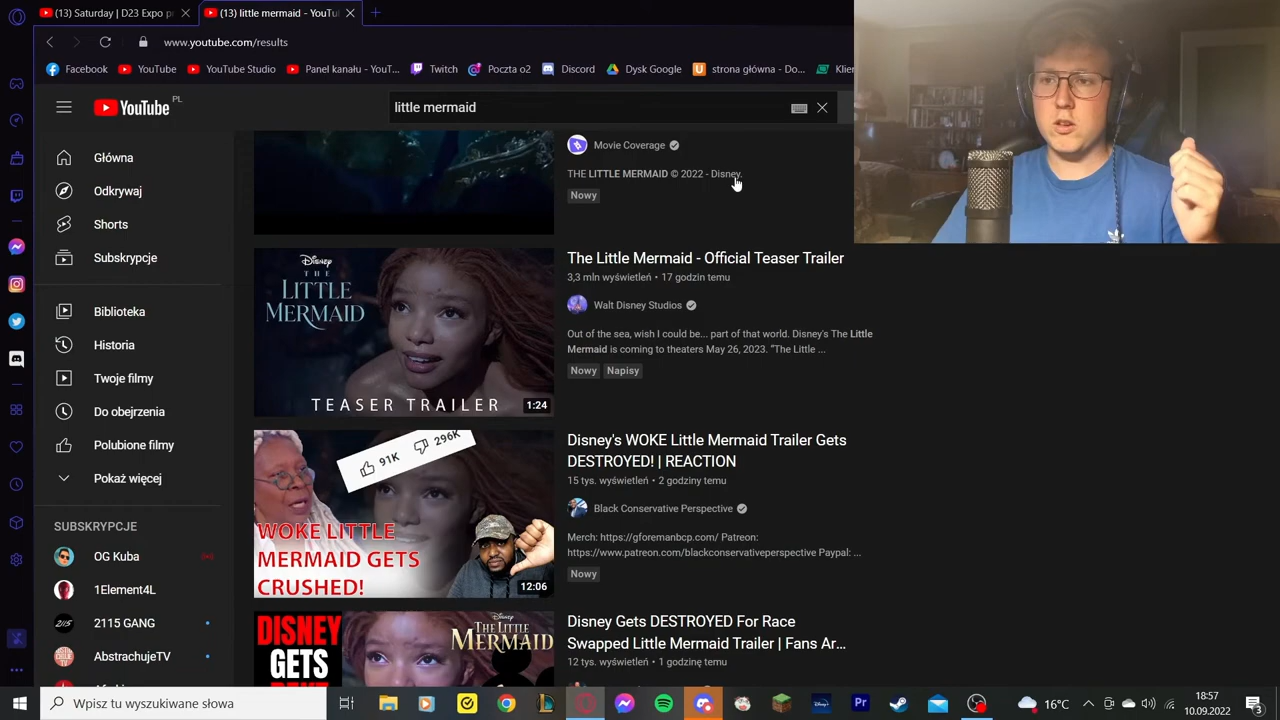 (13) Saturday | D23 Expo p
(13) little mermaid - YouTu
www.youtube.com/results
Facebook
YouTube
YouTube Studio
Panel kanału - YouT...
Twitch
Poczta o2
Discord
Dysk Google
strona główna - Do...
Klien
YouTube PL
little mermaid
Główna
Odkrywaj
Shorts
Subskrypcje
Biblioteka
Historia
Twoje filmy
Do obejrzenia
Polubione filmy
Pokaż więcej
SUBSKRYPCJE
OG Kuba
1Element4L
2115 GANG
AbstrachujeTV
Movie Coverage
THE LITTLE MERMAID © 2022 - Disney.
Nowy
Disney
THE
LITTLE
MERMAID
TEASER TRAILER
1:24
The Little Mermaid - Official Teaser Trailer
3,3 mln wyświetleń • 17 godzin temu
Walt Disney Studios
Out of the sea, wish I could be... part of that world. Disney's The Little
Mermaid is coming to theaters May 26, 2023. "The Little ...
Nowy Napisy
91K 296K
WOKE LITTLE
MERMAID GETS
CRUSHED!
12:06
Disney's WOKE Little Mermaid Trailer Gets
DESTROYED! | REACTION
15 tys. wyświetleń • 2 godziny temu
Black Conservative Perspective
Merch: https://gforemanbcp.com/ Patreon:
https://www.patreon.com/blackconservativeperspective Paypal: ...
Nowy
DISNEY
GETS
Disney
THE LITTLE
MERMAID
Disney Gets DESTROYED For Race
Swapped Little Mermaid Trailer | Fans Ar...
12 tys. wyświetleń • 1 godzinę temu
Wpisz tu wyszukiwane słowa
16°C
18:57
10.09.2022
3